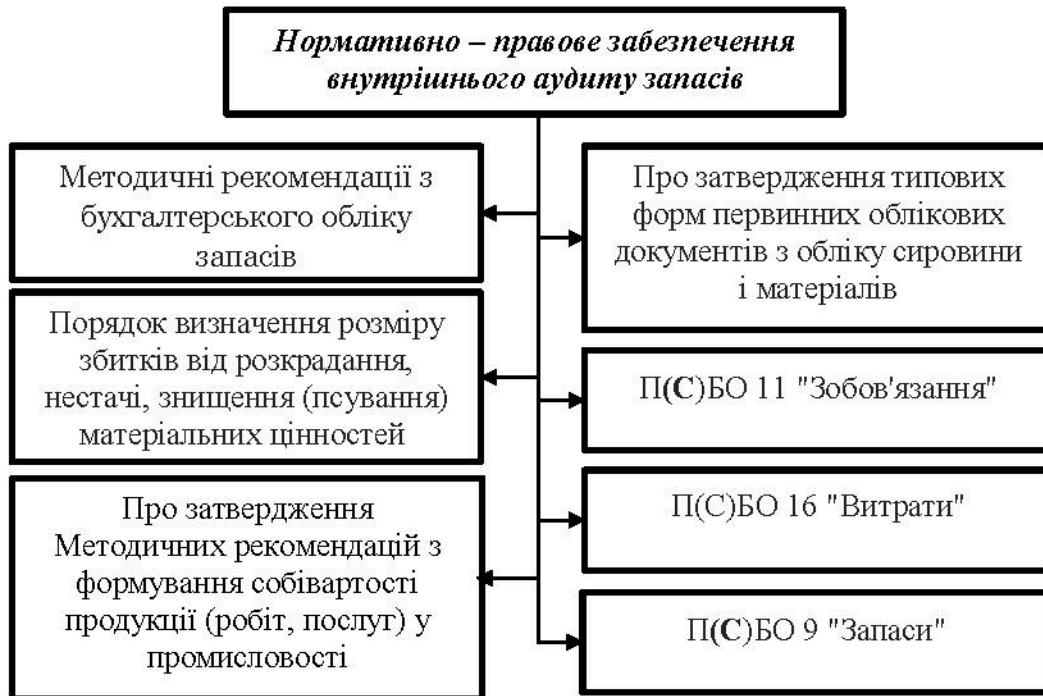 Нормативно – правове забезпечення
внутрішнього аудиту запасів
Методичні рекомендації з
бухгалтерського обліку
запасів
Порядок визначення розміру
збитків від розкрадання,
нестачі, знищення (псування)
матеріальних цінностей
Про затвердження
Методичних рекомендацій з
формування собівартості
продукції (робіт, послуг) у
промисловості
Про затвердження типових
форм первинних облікових
документів з обліку сировини
і матеріалів
П(С)БО 11 "Зобов'язання"
П(С)БО 16 "Витрати"
П(С)БО 9 "Запаси"